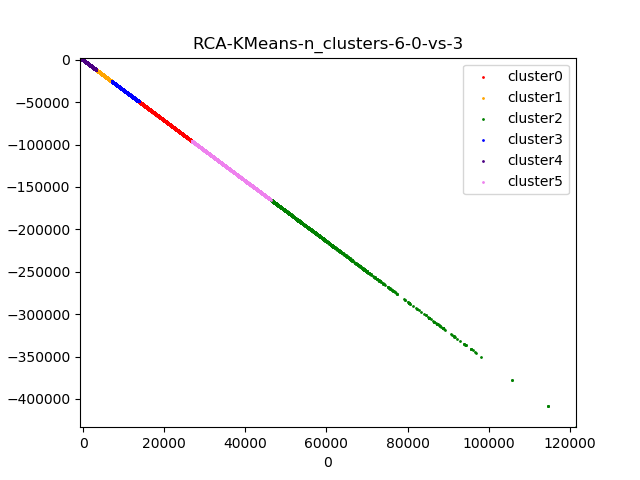 RCA-KMeans-n_clusters-6-0-vs-3
0
−50000
−100000
−150000
−200000
−250000
−300000
−350000
−400000
cluster0
cluster1
cluster2
cluster3
cluster4
cluster5
0 20000 40000 60000 80000 100000 120000
0